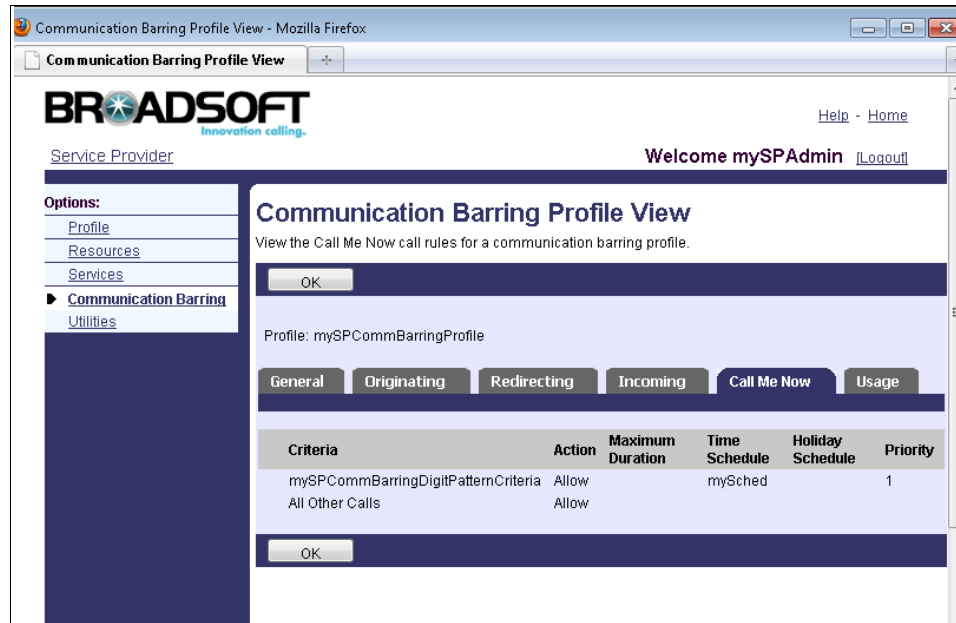 Communication Barring Profile View - Mozilla Firefox
Communication Barring Profile View
BROADSOFT
Innovation calling.
Help - Home
Service Provider
Welcome mySPAdmin [Logout]
Options:
Profile
Resources
Services
Communication Barring
Utilities
Communication Barring Profile View
View the Call Me Now call rules for a communication barring profile.
OK
Profile: mySPCommBarringProfile
General Originating Redirecting Incoming Call Me Now Usage
Criteria Action Maximum Duration Time Schedule Holiday Schedule Priority
mySPCommBarringDigitPatternCriteria Allow mySched 1
All Other Calls Allow
OK